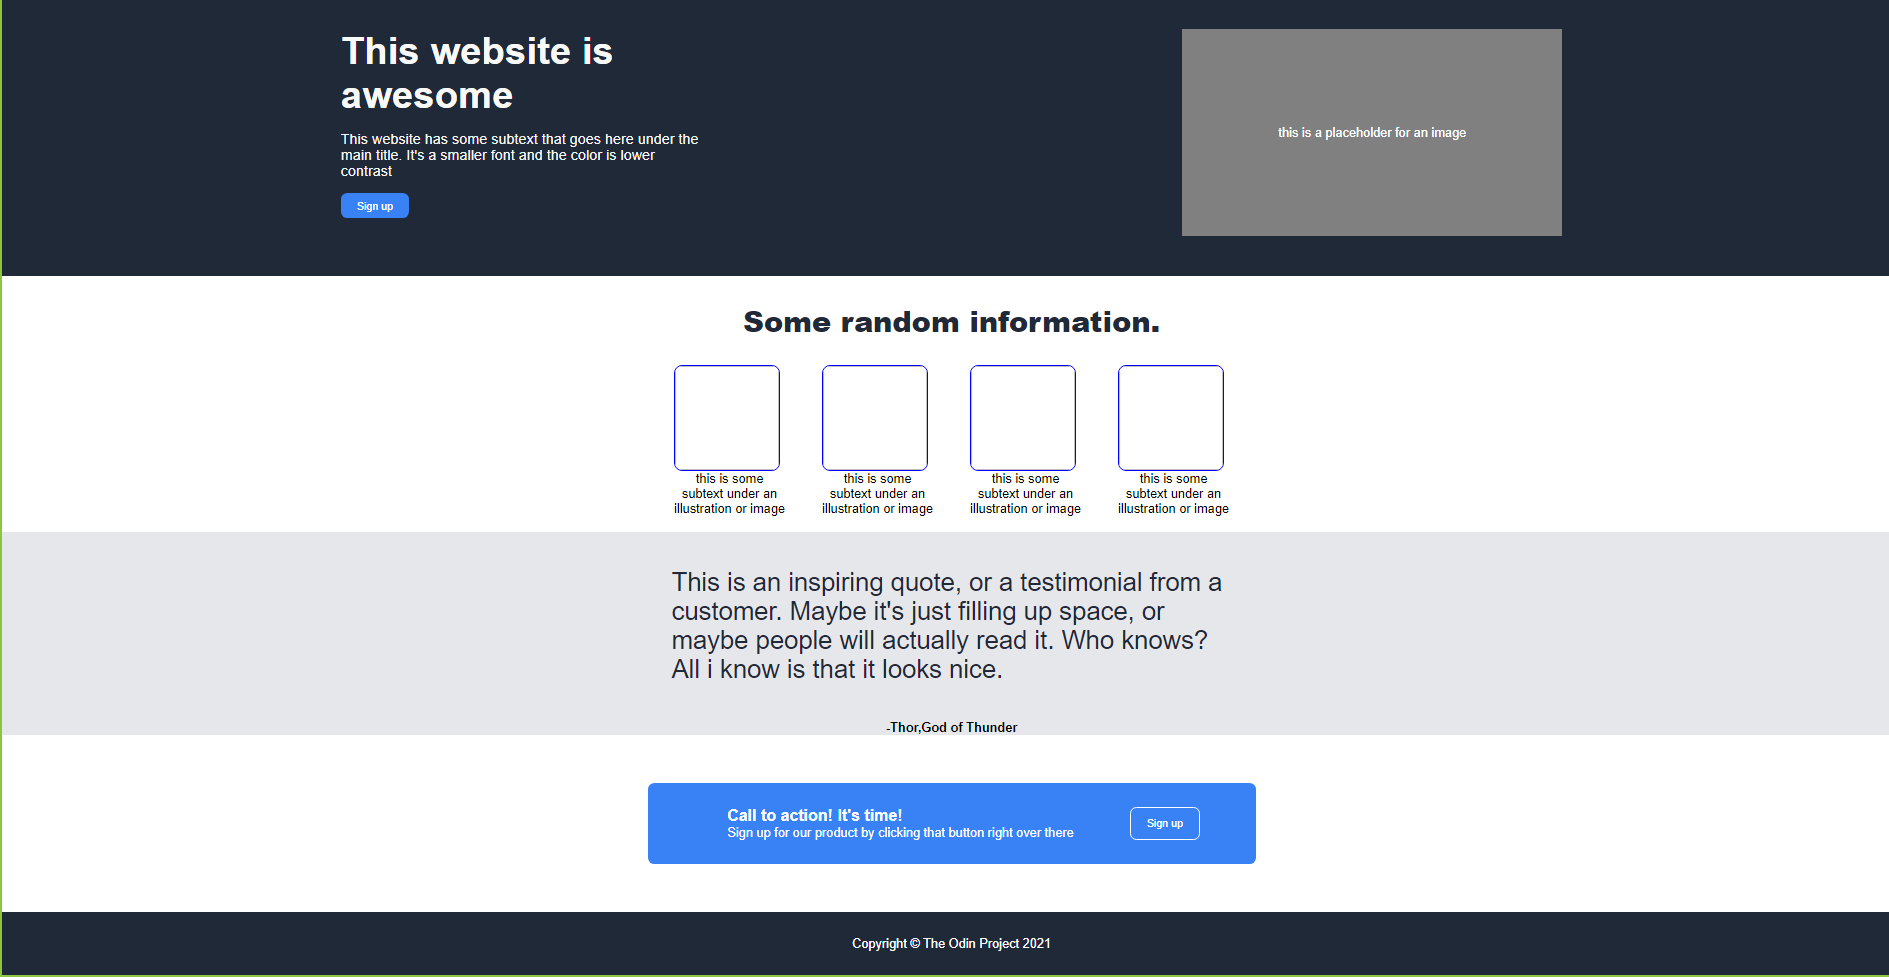 This website is
awesome
This website has some subtext that goes here under the
main title. It's a smaller font and the color is lower
contrast
Sign up
this is a placeholder for an image
Some random information.
this is some
subtext under an
illustration or image
this is some
subtext under an
illustration or image
this is some
subtext under an
illustration or image
this is some
subtext under an
illustration or image
This is an inspiring quote, or a testimonial from a
customer. Maybe it's just filling up space, or
maybe people will actually read it. Who knows?
All i know is that it looks nice.
-Thor,God of Thunder
Call to action! It's time!
Sign up for our product by clicking that button right over there
Sign up
Copyright © The Odin Project 2021